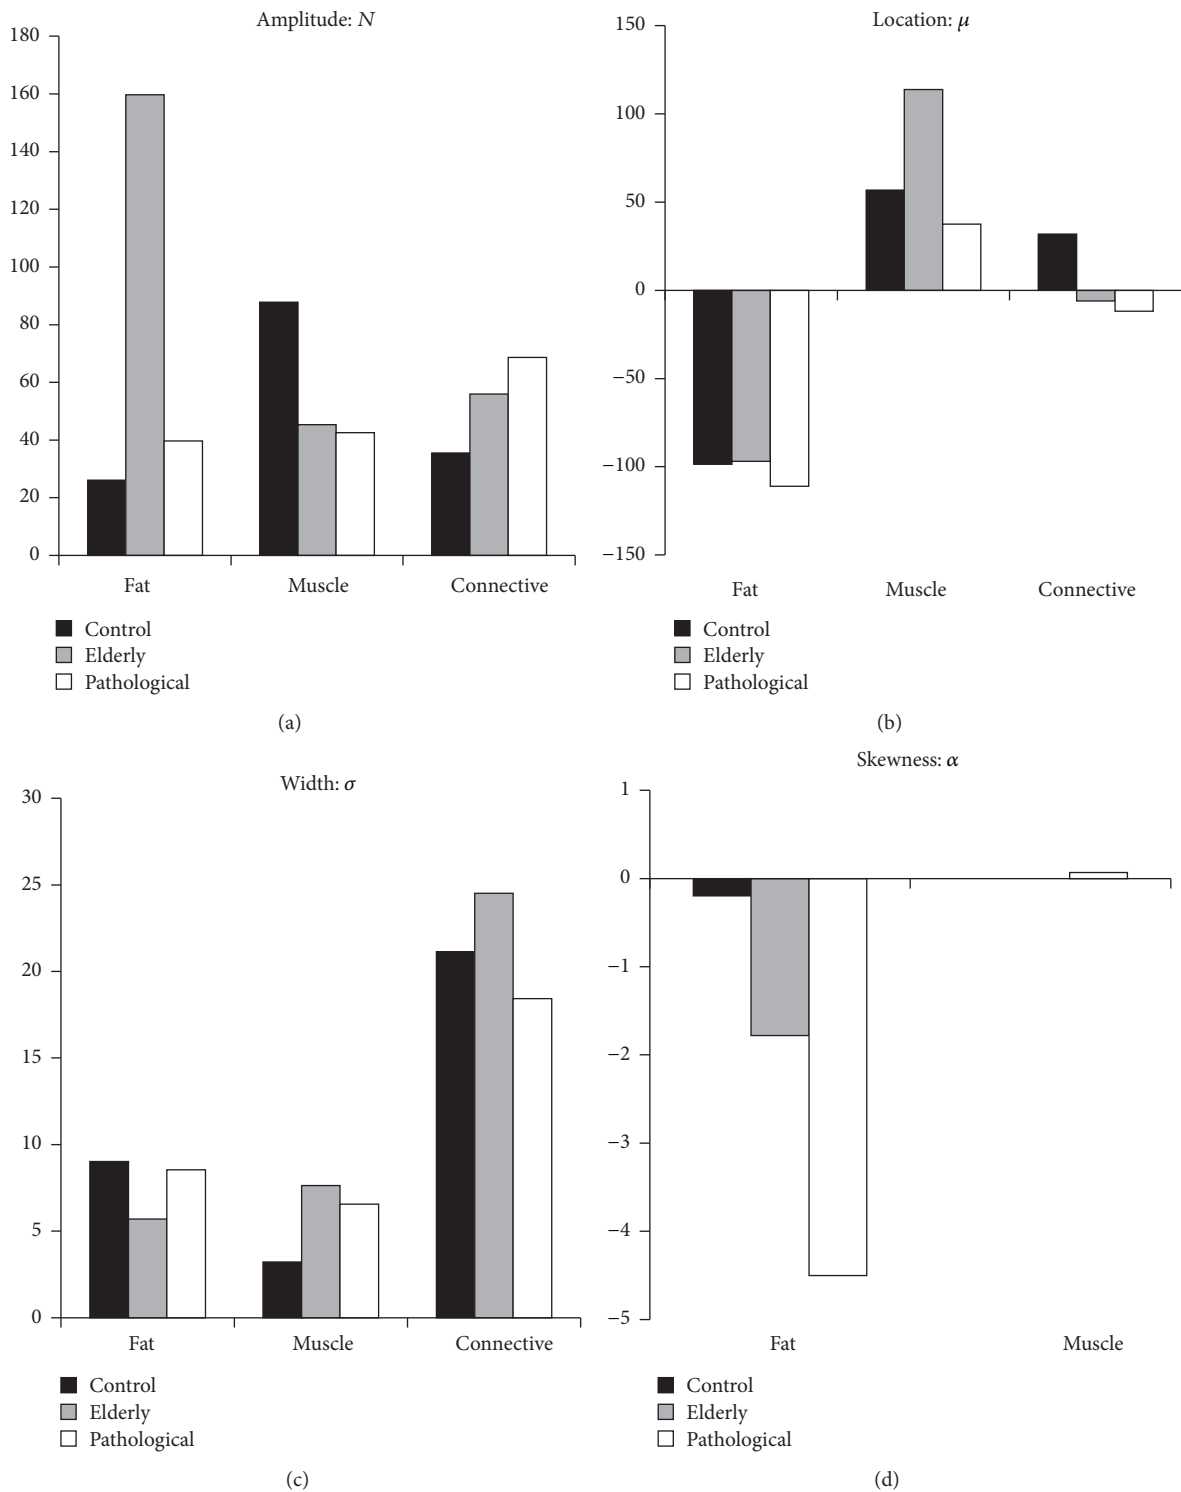 Amplitude: N
180
160
140
120
100
80
60
40
20
0
Fat Muscle Connective
Control
Elderly
Pathological
(a)
Location: μ
150
100
50
0
−50
−100
−150
Fat Muscle Connective
Control
Elderly
Pathological
(b)
Width: σ
30
25
20
15
10
5
0
Fat Muscle Connective
Control
Elderly
Pathological
(c)
Skewness: α
1
0
−1
−2
−3
−4
−5
Fat Muscle
Control
Elderly
Pathological
(d)